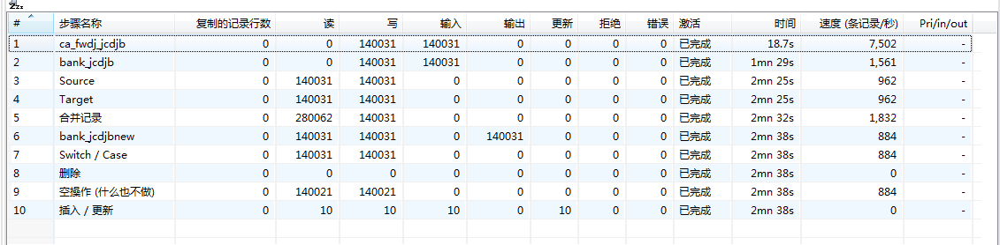 # 步骤名称 复制的记录行数 读 写 输入 输出 更新 拒绝 错误 激活 时间 速度 (条记录/秒) Pri/in/out
1 ca_fwdj_jcdjb 0 0 140031 140031 0 0 0 0 已完成 18.7s 7,502 -
2 bank_jcdjb 0 0 140031 140031 0 0 0 0 已完成 1mn 29s 1,561 -
3 Source 0 140031 140031 0 0 0 0 0 已完成 2mn 25s 962 -
4 Target 0 140031 140031 0 0 0 0 0 已完成 2mn 25s 962 -
5 合并记录 0 280062 140031 0 0 0 0 0 已完成 2mn 32s 1,832 -
6 bank_jcdjbnew 0 140031 140031 0 140031 0 0 0 已完成 2mn 38s 884 -
7 Switch / Case 0 140031 140031 0 0 0 0 0 已完成 2mn 38s 884 -
8 删除 0 0 0 0 0 0 0 0 已完成 2mn 38s 0 -
9 空操作 (什么也不做) 0 140021 140021 0 0 0 0 0 已完成 2mn 38s 884 -
10 插入 / 更新 0 10 10 10 0 10 0 0 已完成 2mn 38s 0 -